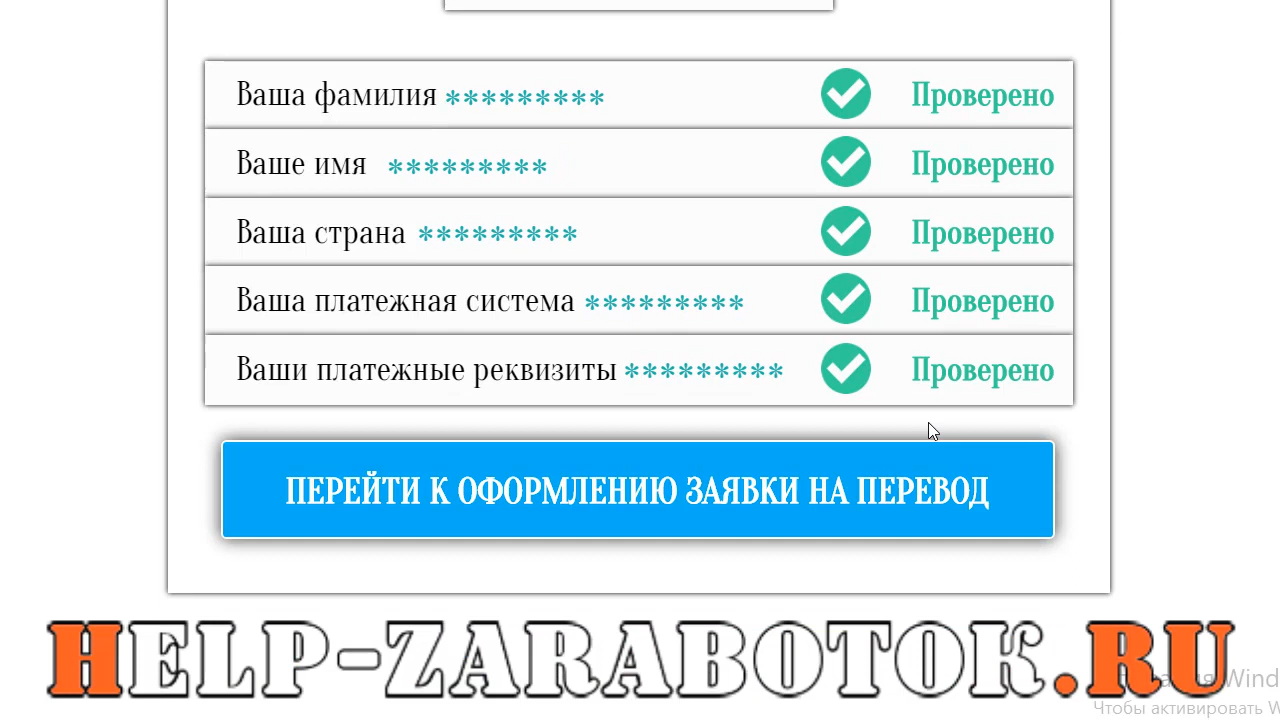 Ваша фамилия ********* Проверено
Ваше имя ********* Проверено
Ваша страна ********* Проверено
Ваша платежная система ********* Проверено
Ваши платежные реквизиты ********* Проверено
ПЕРЕЙТИ К ОФОРМЛЕНИЮ ЗАЯВКИ НА ПЕРЕВОД
HELP-ZARABOTOK.RU
Wind
Чтобы активировать W